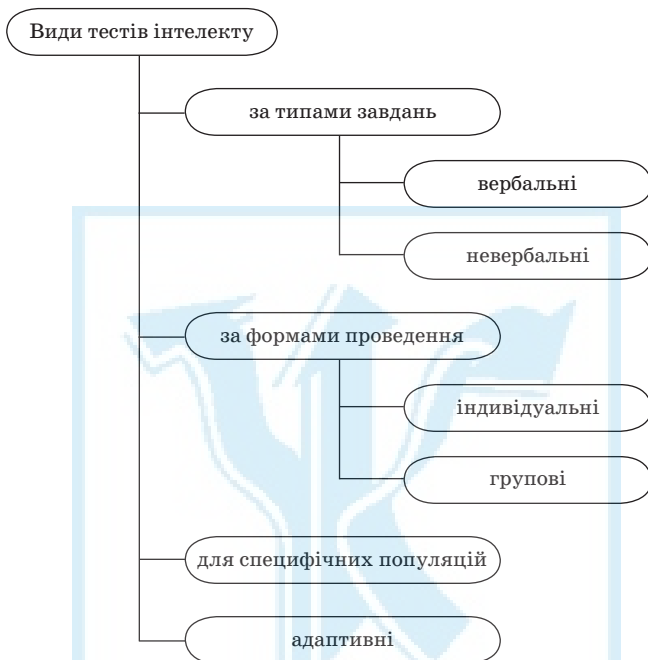 Види тестів інтелекту
за типами завдань
вербальні
невербальні
за формами проведення
індивідуальні
групові
для специфічних популяцій
адаптивні